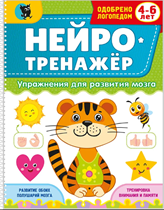 ОДОБРЕНО
ЛОГОПЕДОМ
4-6
ЛЕТ
НЕЙРО-
ТРЕНАЖЁР
Упражнения для развития мозга
РАЗВИТИЕ ОБОИХ
ПОЛУШАРИЙ МОЗГА
ТРЕНИРОВКА
ВНИМАНИЯ И ПАМЯТИ